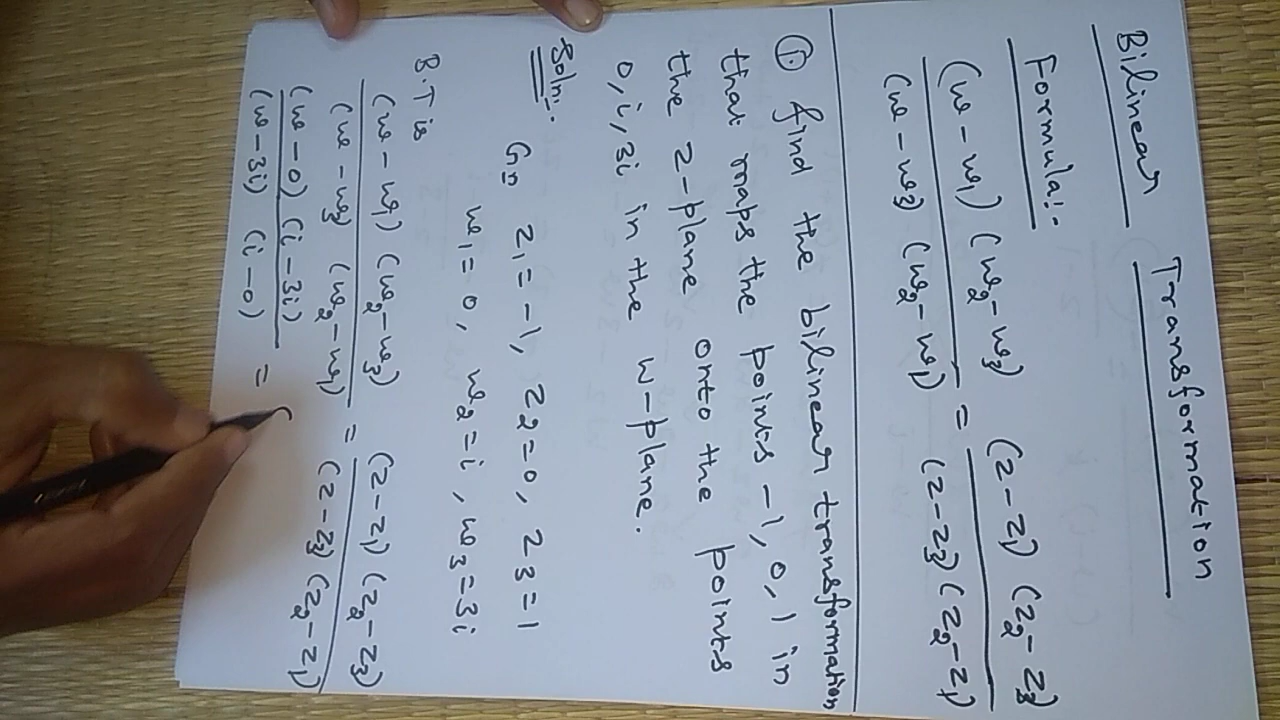 Bilinear Transformation
Formula:-
(w - w₁) (w₂ - w₃) / (w - w₃) (w₂ - w₁) = (z - z₁) (z₂ - z₃) / (z - z₃) (z₂ - z₁)
① find the bilinear transformation
that maps the points -1, 0, 1 in
the z-plane onto the points
0, i, 3i in the w-plane.
Soln:-
Gn z₁ = -1, z₂ = 0, z₃ = 1
w₁ = 0, w₂ = i, w₃ = 3i
B.T is
(w - w₁) (w₂ - w₃) / (w - w₃) (w₂ - w₁) = (z - z₁) (z₂ - z₃) / (z - z₃) (z₂ - z₁)
(w - 0) (i - 3i) / (w - 3i) (i - 0) = (